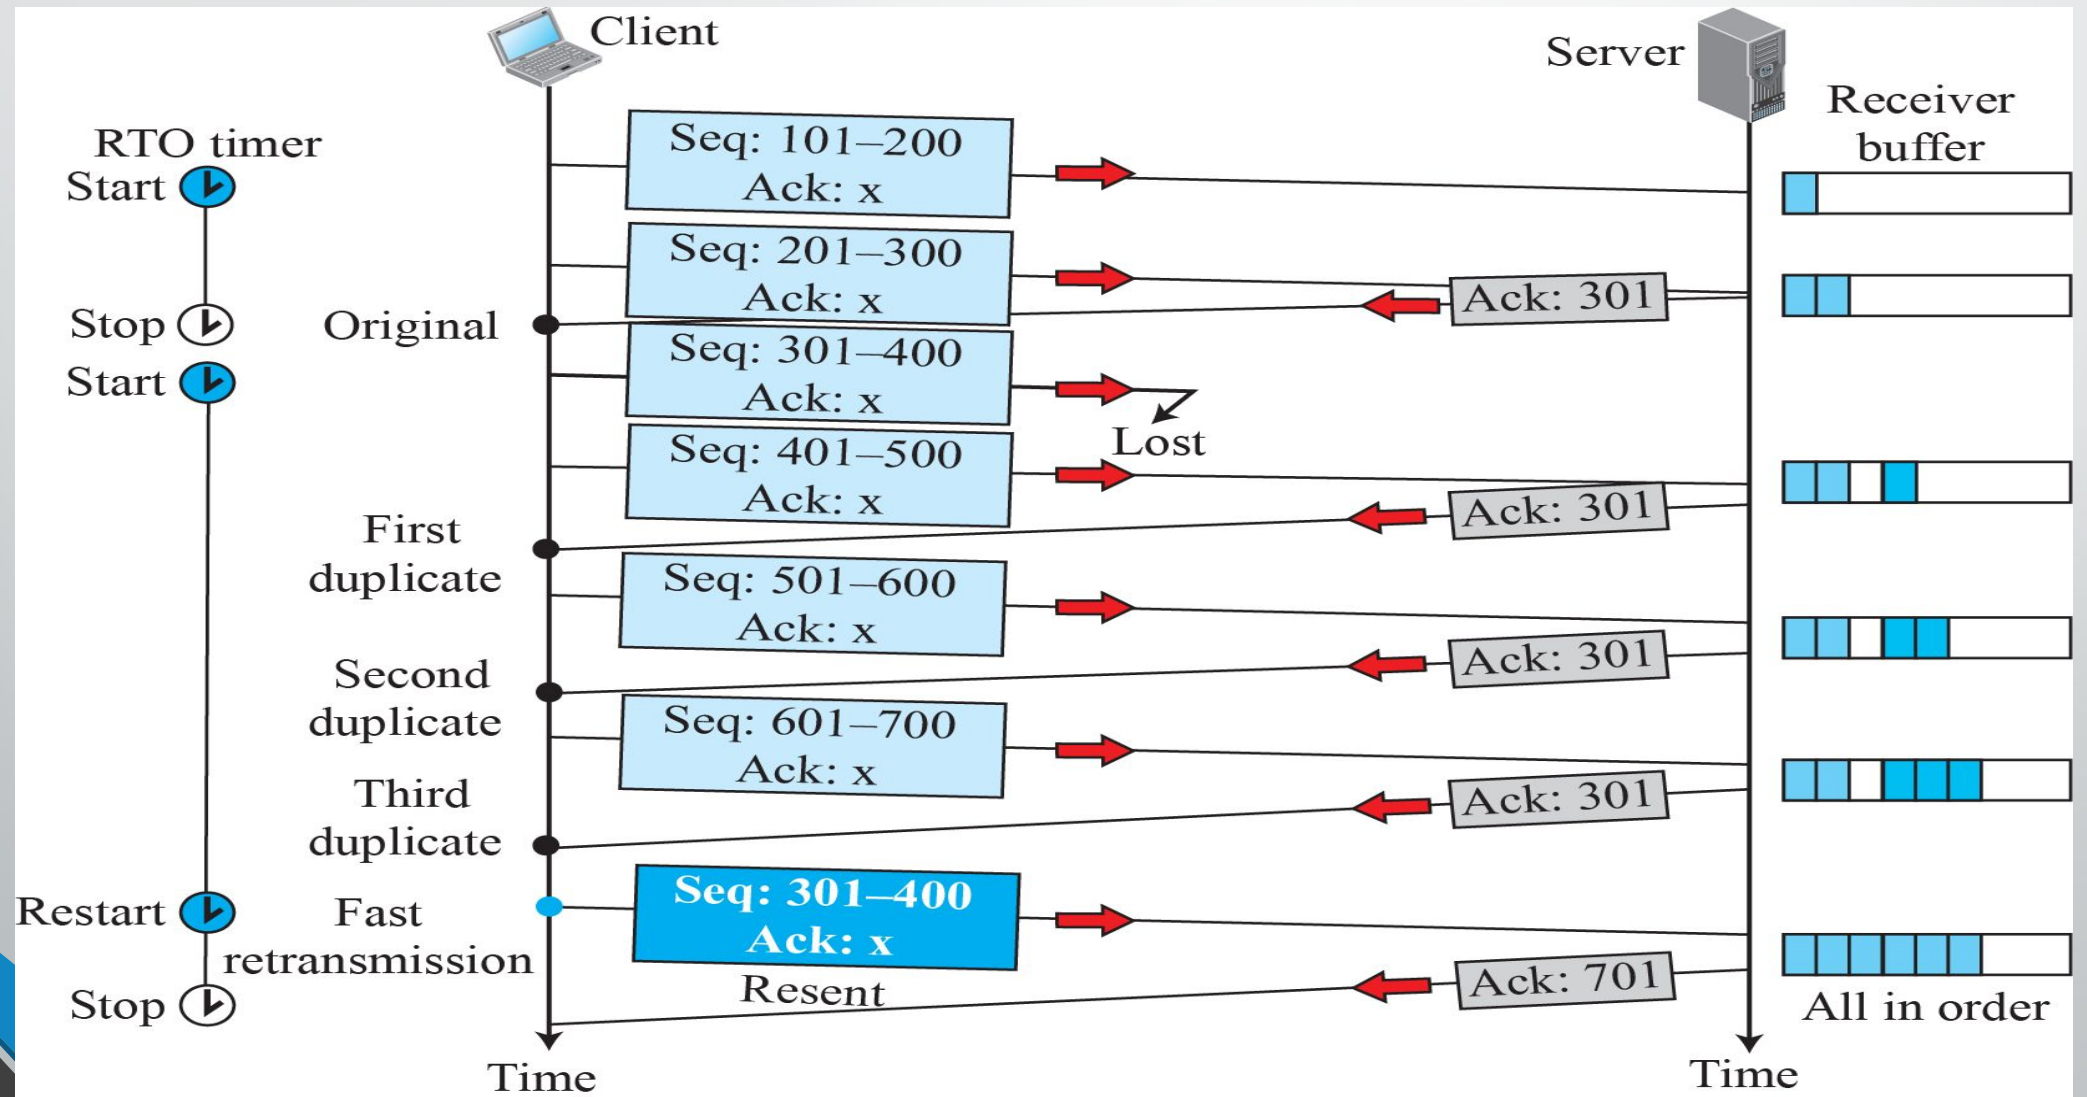 Client
Server
Receiver
buffer
RTO timer
Start
Seq: 101–200
Ack: x
Seq: 201–300
Ack: x
Ack: 301
Stop
Original
Start
Seq: 301–400
Ack: x
Lost
Seq: 401–500
Ack: x
Ack: 301
First
duplicate
Seq: 501–600
Ack: x
Ack: 301
Second
duplicate
Seq: 601–700
Ack: x
Ack: 301
Third
duplicate
Restart
Fast
retransmission
Seq: 301–400
Ack: x
Resent
Ack: 701
Stop
All in order
Time
Time